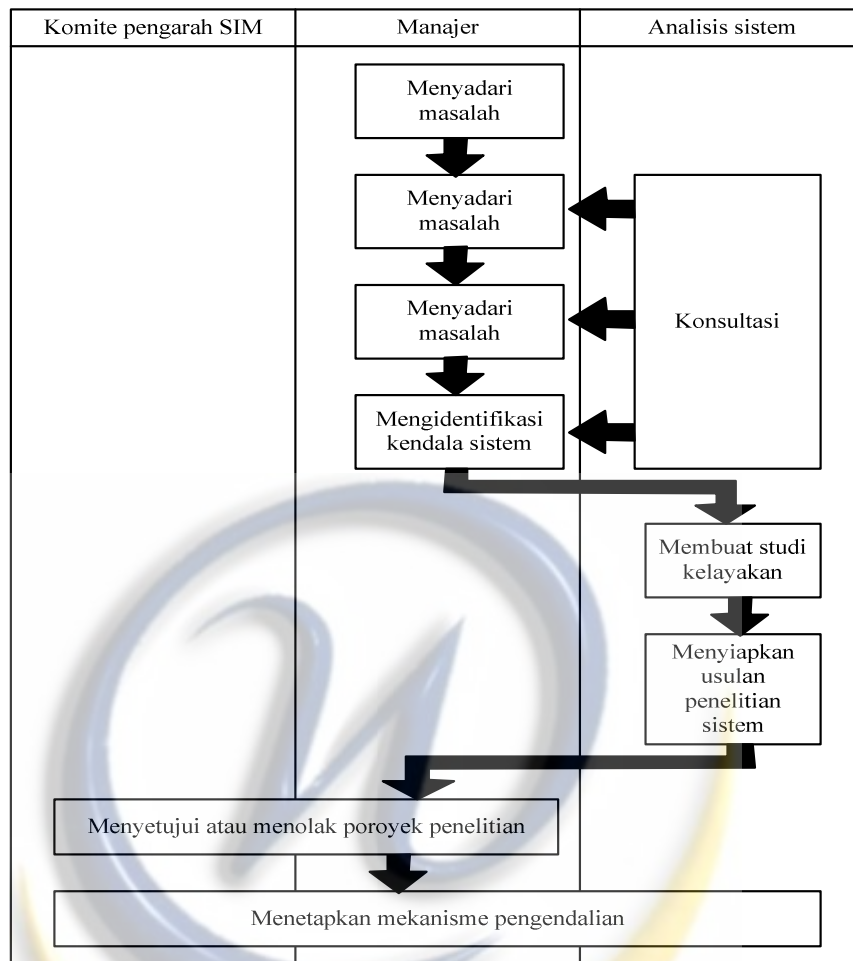 Komite pengarah SIM
Manajer
Analisis sistem
Menyadari
masalah
Menyadari
masalah
Menyadari
masalah
Konsultasi
Mengidentifikasi
kendala sistem
Membuat studi
kelayakan
Menyiapkan
usulan
penelitian
sistem
Menyetujui atau menolak poroyek penelitian
Menetapkan mekanisme pengendalian